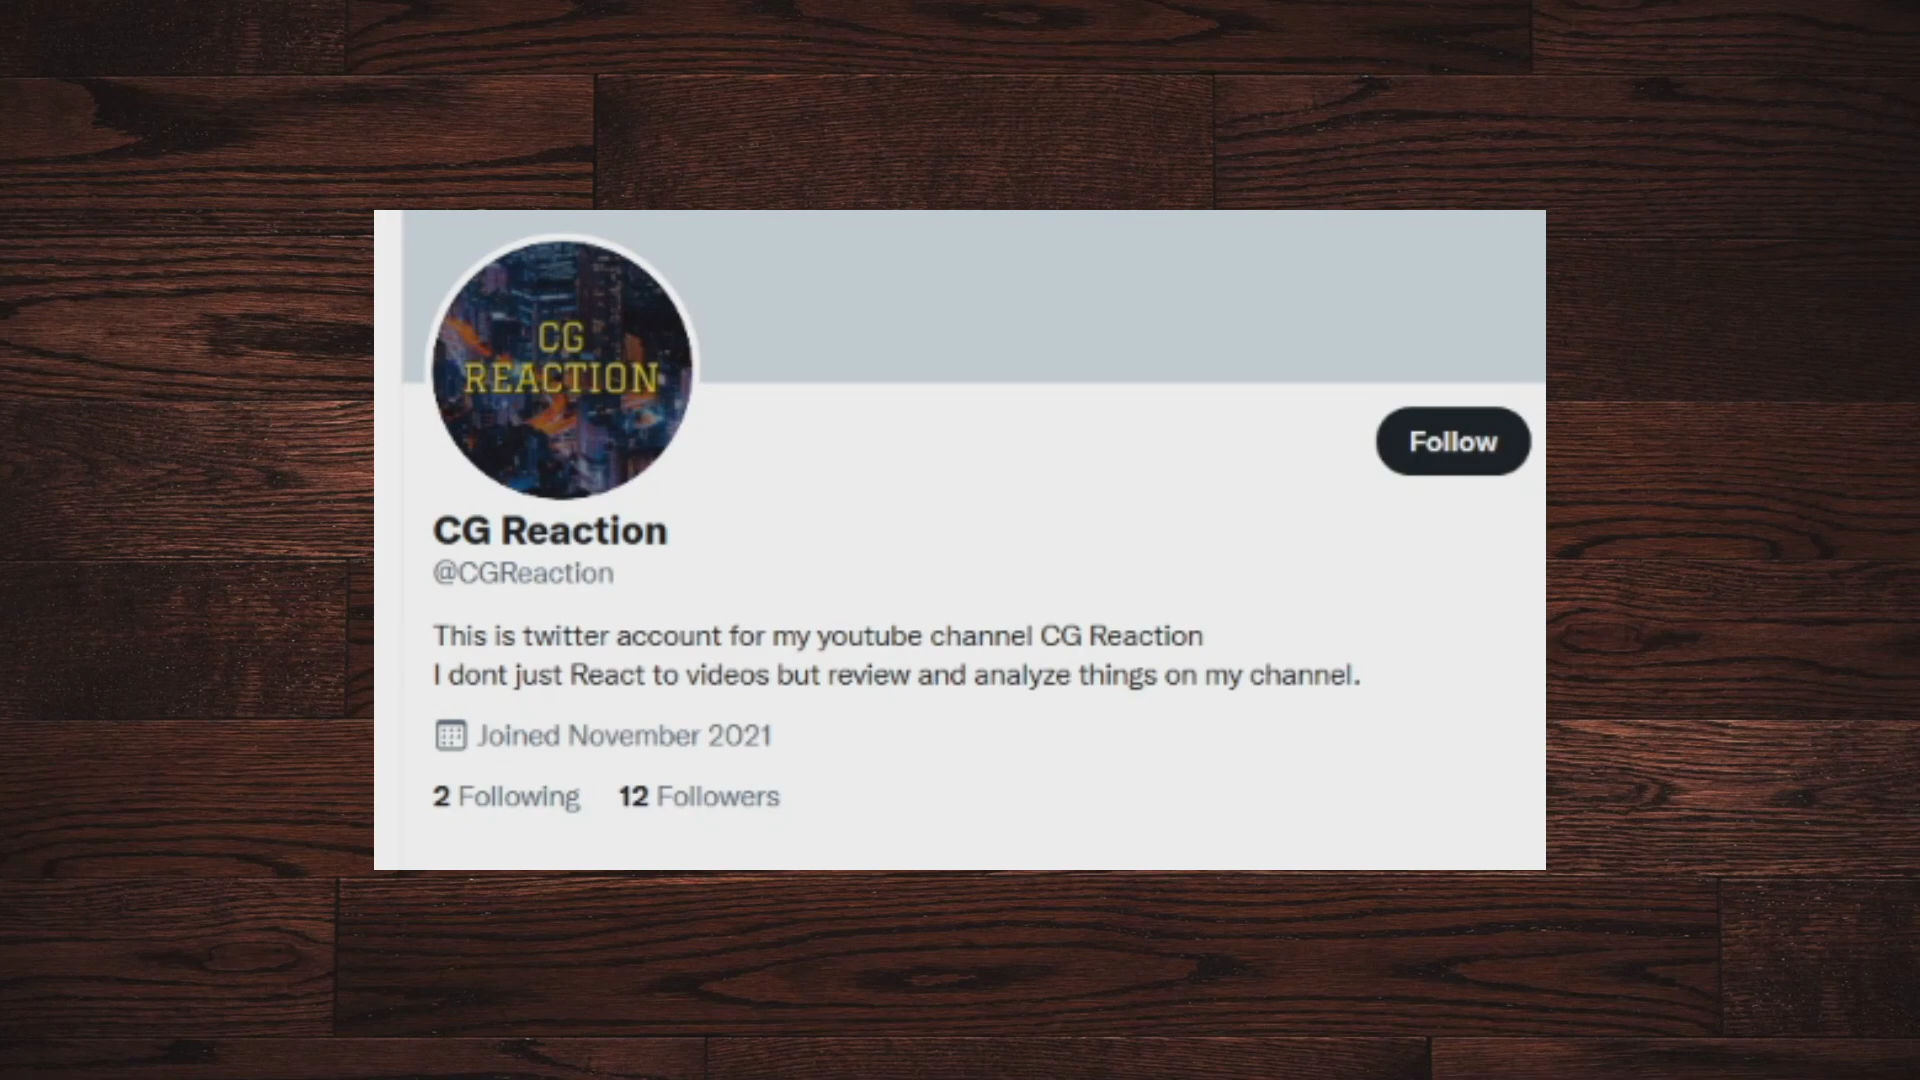 CG
REACTION
Follow
CG Reaction
@CGReaction
This is twitter account for my youtube channel CG Reaction
I dont just React to videos but review and analyze things on my channel.
Joined November 2021
2 Following 12 Followers